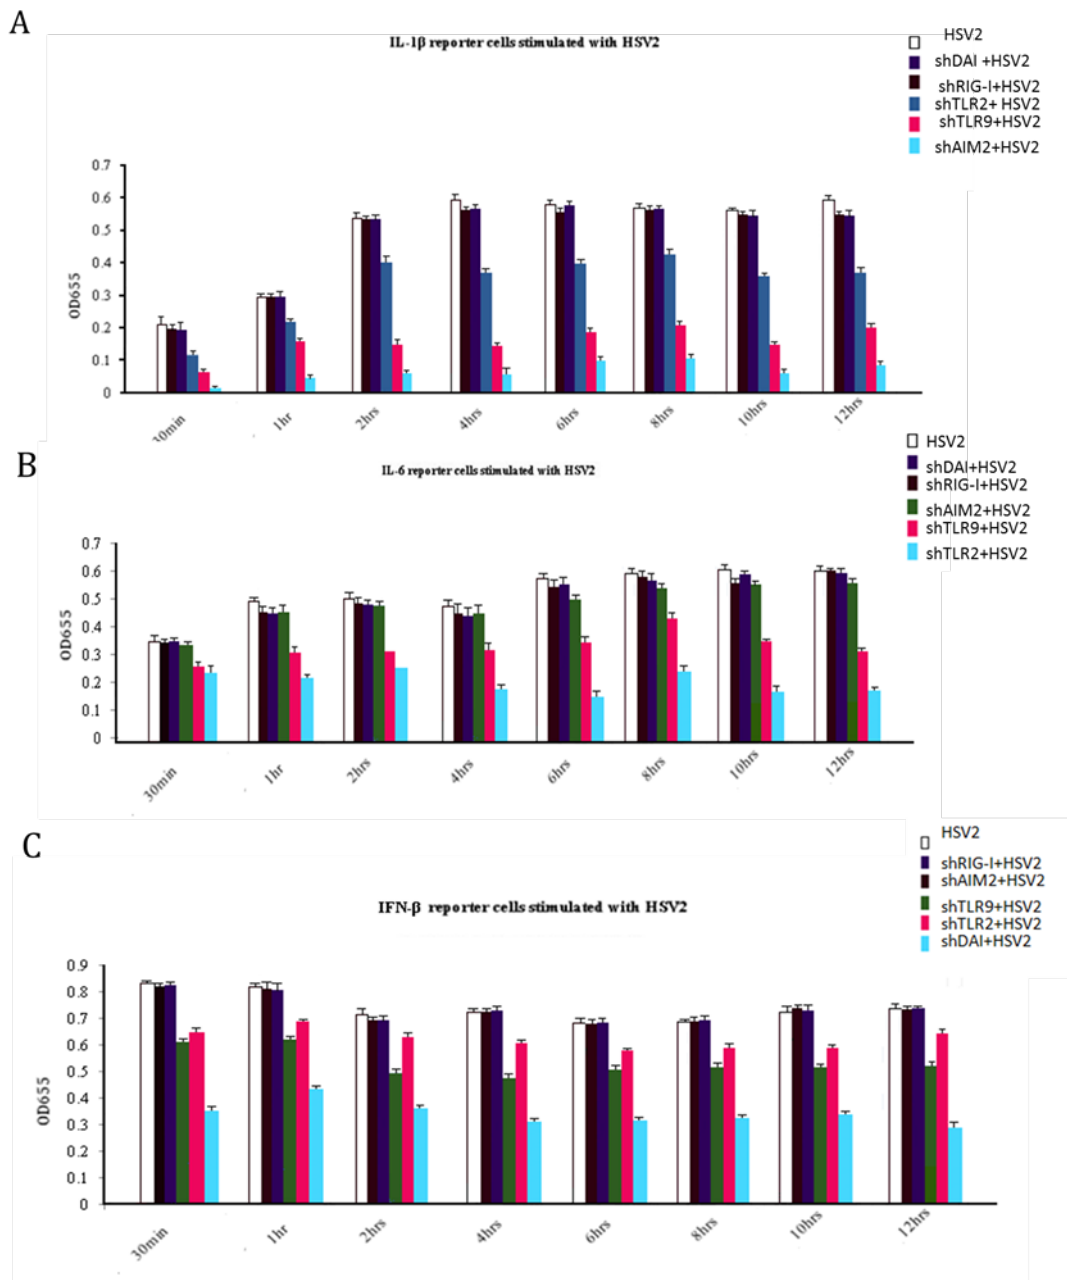 A
IL-1β reporter cells stimulated with HSV2
HSV2
shDAI +HSV2
shRIG-I+HSV2
shTLR2+ HSV2
shTLR9+HSV2
shAIM2+HSV2
0.7
0.6
0.5
0.4
0.3
0.2
0.1
0
OD655
30min
1hr
2hrs
4hrs
6hrs
8hrs
10hrs
12hrs
B
IL-6 reporter cells stimulated with HSV2
HSV2
shDAI+HSV2
shRIG-I+HSV2
shAIM2+HSV2
shTLR9+HSV2
shTLR2+HSV2
0.7
0.6
0.5
0.4
0.3
0.2
0.1
0
OD655
30min
1hr
2hrs
4hrs
6hrs
8hrs
10hrs
12hrs
C
IFN-β reporter cells stimulated with HSV2
HSV2
shRIG-I+HSV2
shAIM2+HSV2
shTLR9+HSV2
shTLR2+HSV2
shDAI+HSV2
0.9
0.8
0.7
0.6
0.5
0.4
0.3
0.2
0.1
0
OD655
30min
1hr
2hrs
4hrs
6hrs
8hrs
10hrs
12hrs